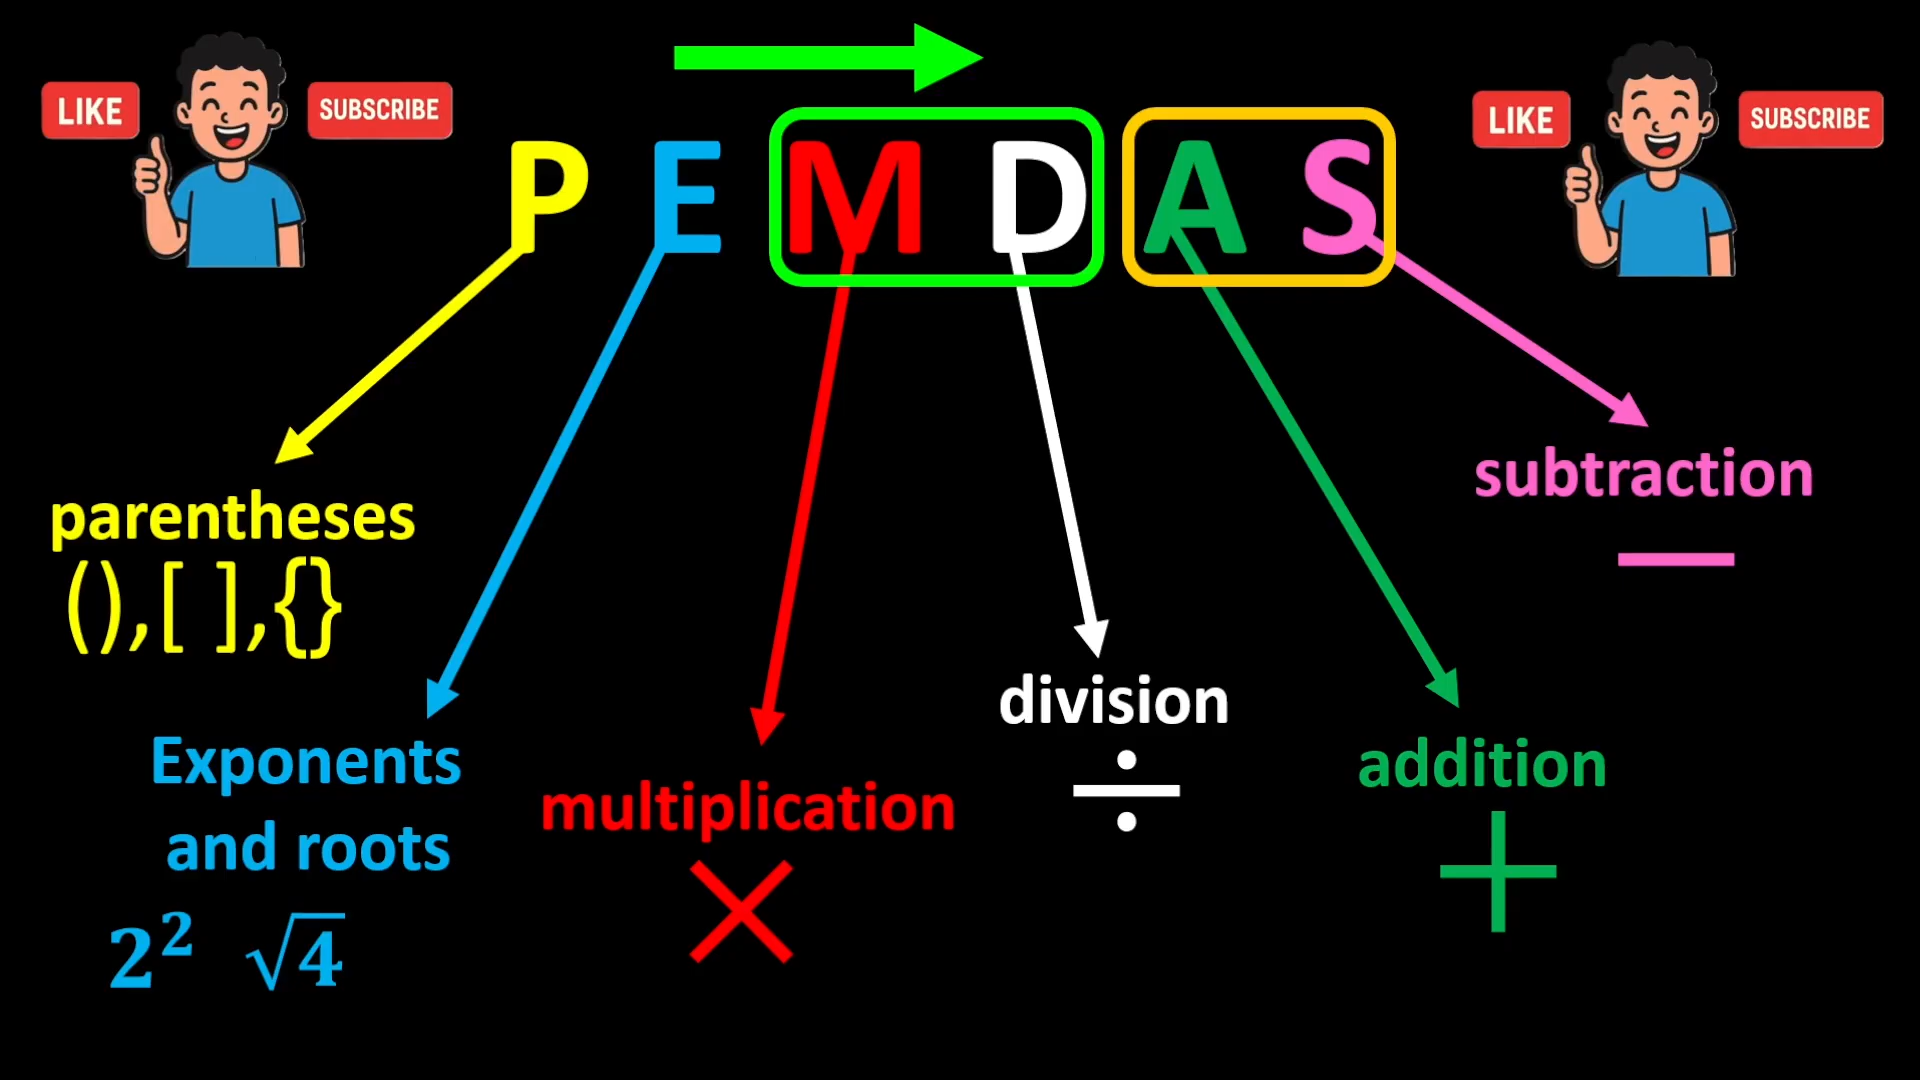 LIKE
SUBSCRIBE
LIKE
SUBSCRIBE
P E M D A S
parentheses
(),[ ],{}
Exponents
and roots
2² √4
multiplication
×
division
÷
addition
+
subtraction
−